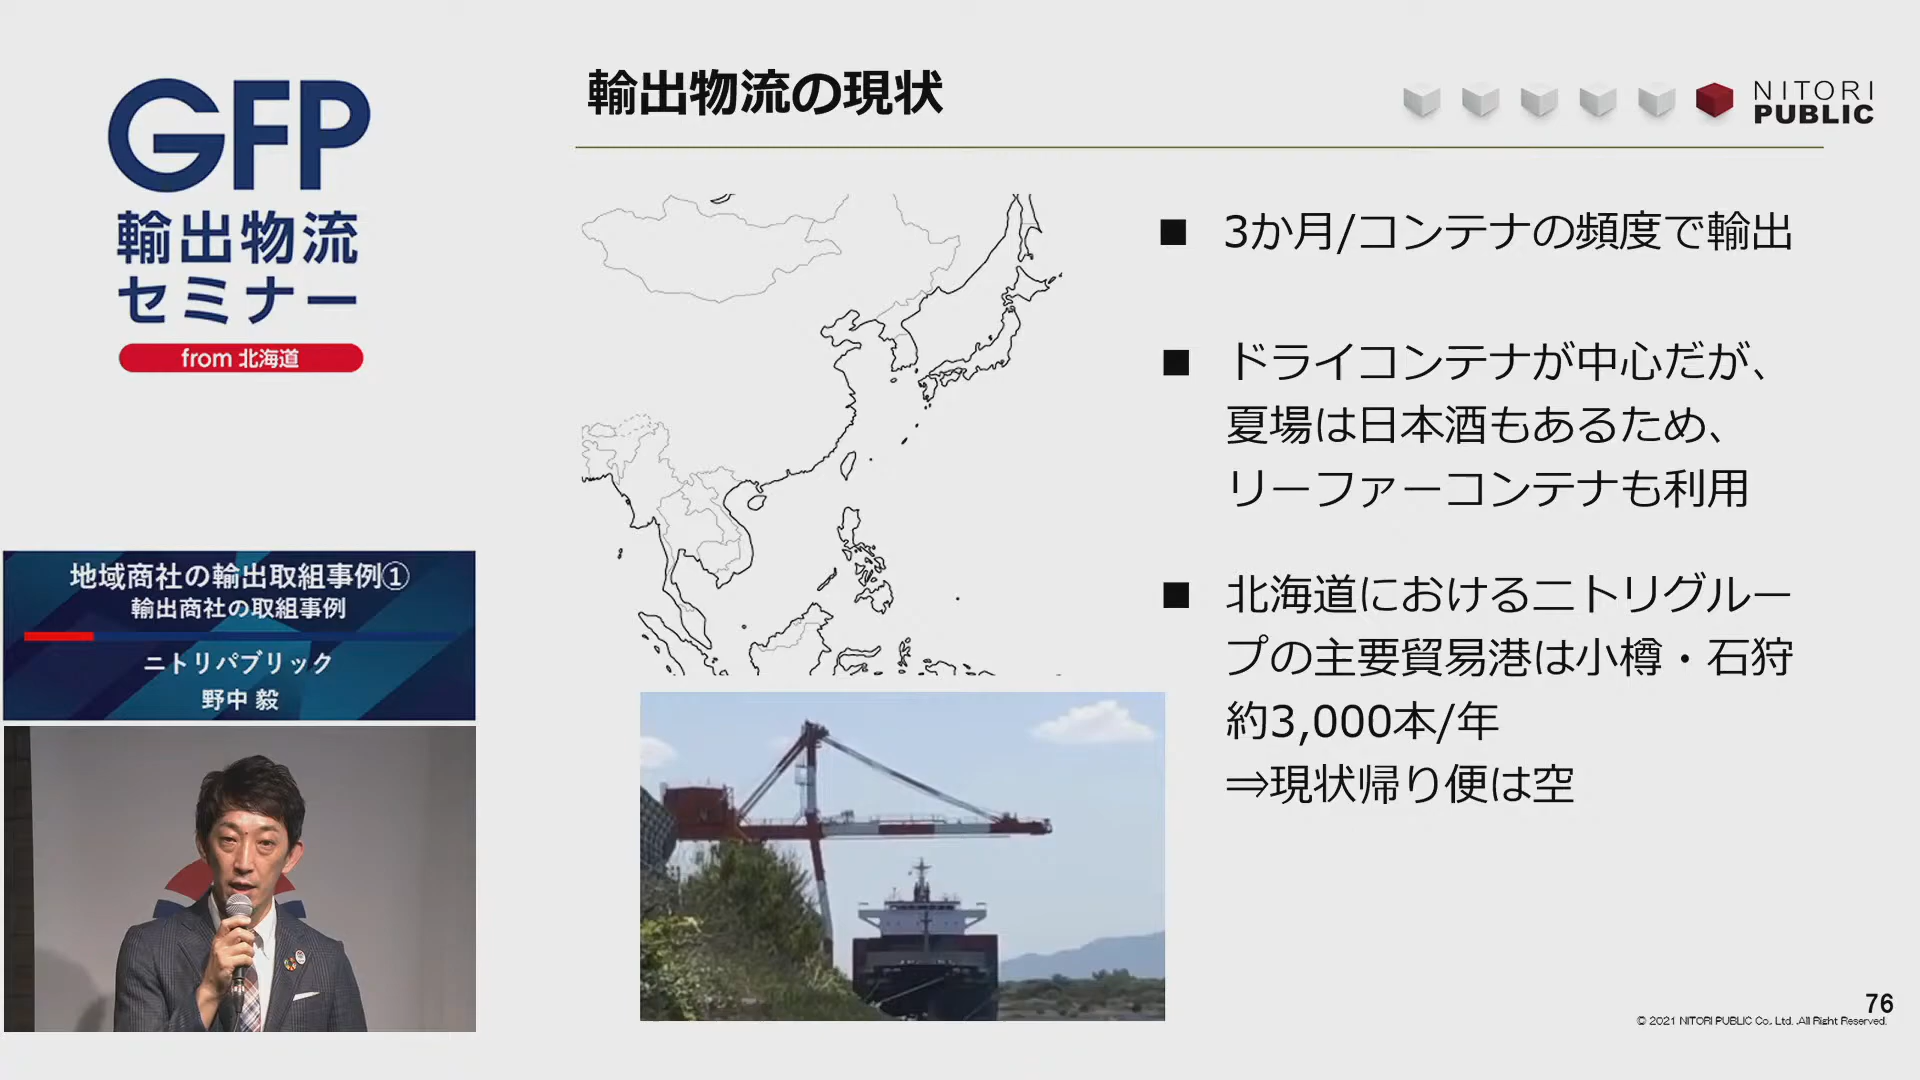 GFP
輸出物流
セミナー
from 北海道
地域商社の輸出取組事例①
輸出商社の取組事例
ニトリパブリック
野中 毅
輸出物流の現状
NITORI
PUBLIC
■ 3か月/コンテナの頻度で輸出
■ ドライコンテナが中心だが、
夏場は日本酒もあるため、
リーファーコンテナも利用
■ 北海道におけるニトリグルー
プの主要貿易港は小樽・石狩
約3,000本/年
⇒現状帰り便は空
76
© 2021 NITORI PUBLIC Co., Ltd. All Right Reserved.